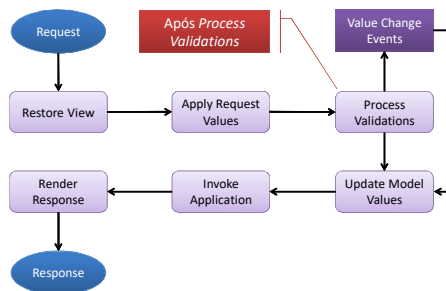 Request
Após Process
Validations
Value Change
Events
Restore View
Apply Request
Values
Process
Validations
Render
Response
Invoke
Application
Update Model
Values
Response